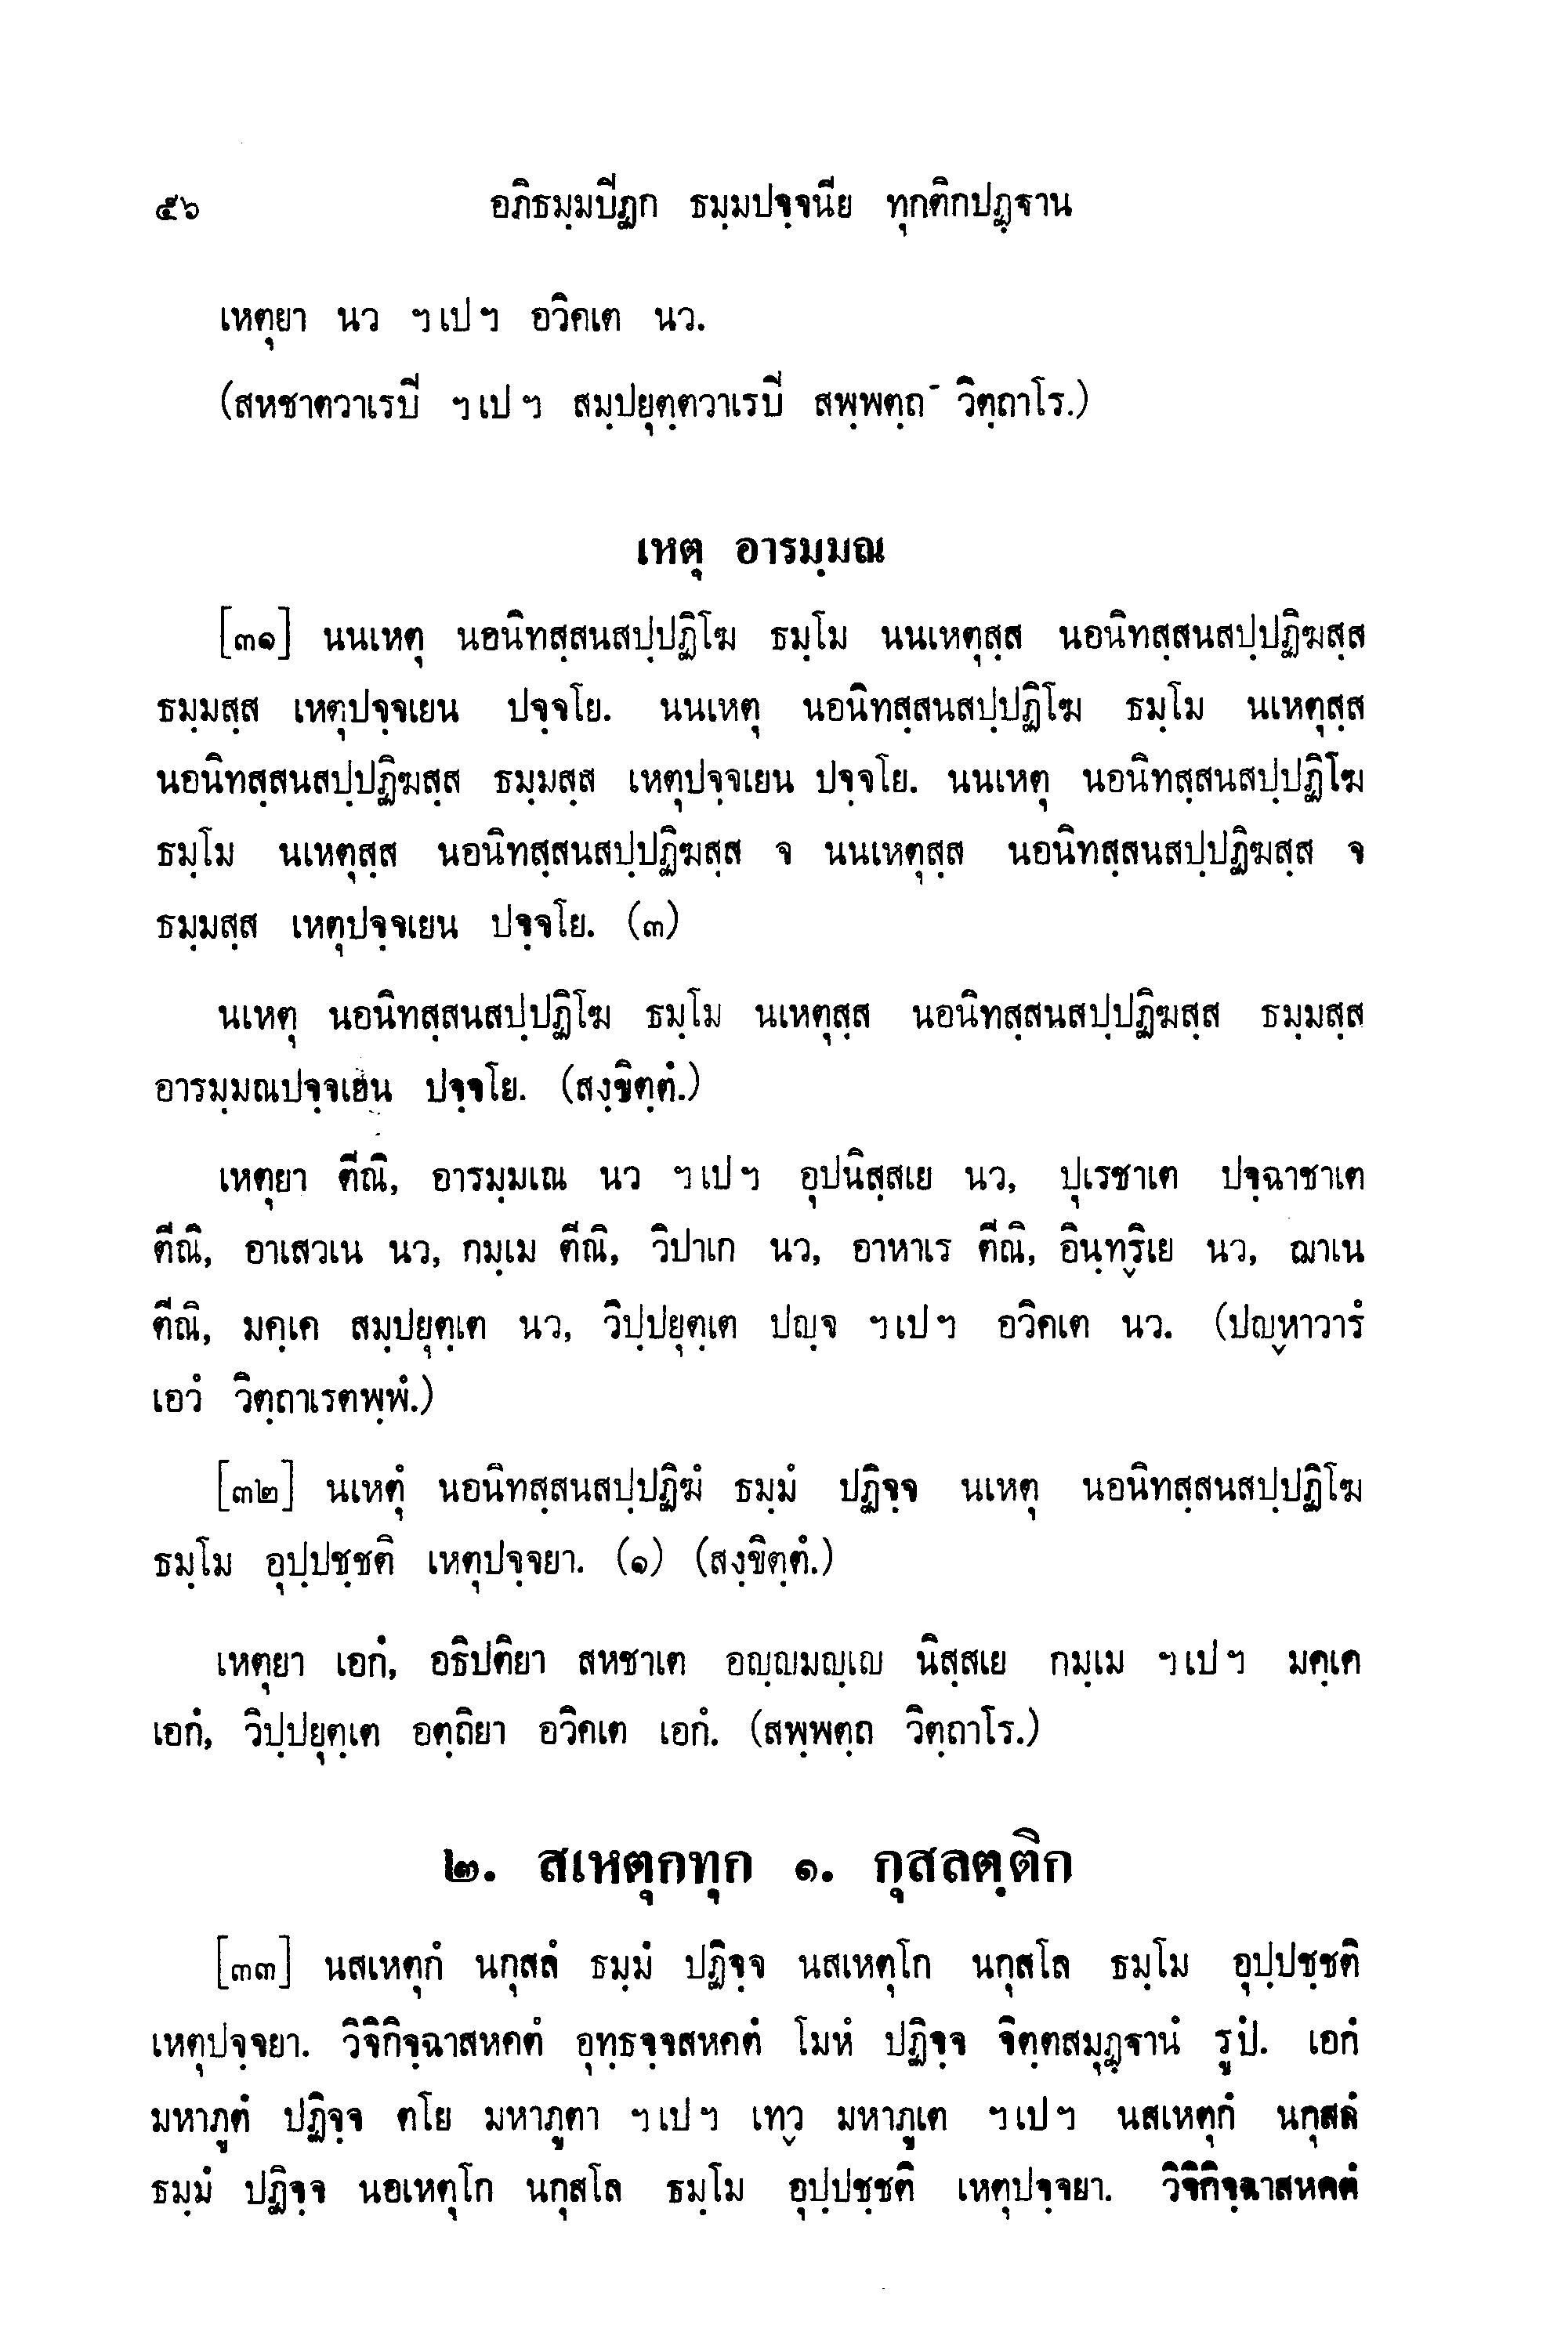 ๕๖ อภิธมฺมปิฏก ธมฺมปจฺจนีย ทุกติกปฏฺฐาน
เหตุยา นว ฯเปฯ อวิคเต นว.
(สหชาตวาเรปิ ฯเปฯ สมฺปยุตฺตวาเรปิ สพฺพตฺถ วิตฺถาโร.)
เหตุ อารมฺมณ
[๓๑] นนเหตุ นอนิทสฺสนสปฺปฏิโฆ ธมฺโม นนเหตุสฺส นอนิทสฺสนสปฺปฏิฆสฺส
ธมฺมสฺส เหตุปจฺจเยน ปจฺจโย. นนเหตุ นอนิทสฺสนสปฺปฏิโฆ ธมฺโม นเหตุสฺส
นอนิทสฺสนสปฺปฏิฆสฺส ธมฺมสฺส เหตุปจฺจเยน ปจฺจโย. นนเหตุ นอนิทสฺสนสปฺปฏิโฆ
ธมฺโม นเหตุสฺส นอนิทสฺสนสปฺปฏิฆสฺส จ นนเหตุสฺส นอนิทสฺสนสปฺปฏิฆสฺส จ
ธมฺมสฺส เหตุปจฺจเยน ปจฺจโย. (๓)
นเหตุ นอนิทสฺสนสปฺปฏิโฆ ธมฺโม นเหตุสฺส นอนิทสฺสนสปฺปฏิฆสฺส ธมฺมสฺส
อารมฺมณปจฺจเยน ปจฺจโย. (สงฺขิตฺตํ.)
เหตุยา ตีณิ, อารมฺมเณ นว ฯเปฯ อุปนิสฺสเย นว, ปุเรชาเต ปจฺฉาชาเต
ตีณิ, อาเสวเน นว, กมฺเม ตีณิ, วิปาเก นว, อาหาเร ตีณิ, อินฺทฺริเย นว, ฌาเน
ตีณิ, มคฺเค สมฺปยุตฺเต นว, วิปฺปยุตฺเต ปญฺจ ฯเปฯ อวิคเต นว. (ปญฺหาวารํ
เอวํ วิตฺถาเรตพฺพํ.)
[๓๒] นเหตุํ นอนิทสฺสนสปฺปฏิฆํ ธมฺมํ ปฏิจฺจ นเหตุ นอนิทสฺสนสปฺปฏิโฆ
ธมฺโม อุปฺปชฺชติ เหตุปจฺจยา. (๑) (สงฺขิตฺตํ.)
เหตุยา เอกํ, อธิปติยา สหชาเต อญฺญมญฺเญ นิสฺสเย กมฺเม ฯเปฯ มคฺเค
เอกํ, วิปฺปยุตฺเต อตฺถิยา อวิคเต เอกํ. (สพฺพตฺถ วิตฺถาโร.)
๒. สเหตุกทุก ๑. กุสลตฺติก
[๓๓] นสเหตุกํ นกุสลํ ธมฺมํ ปฏิจฺจ นสเหตุโก นกุสโล ธมฺโม อุปฺปชฺชติ
เหตุปจฺจยา. วิจิกิจฺฉาสหคตํ อุทฺธจฺจสหคตํ โมหํ ปฏิจฺจ จิตฺตสมุฏฺฐานํ รูปํ. เอกํ
มหาภูตํ ปฏิจฺจ ตโย มหาภูตา ฯเปฯ เทฺว มหาภูเต ฯเปฯ นสเหตุกํ นกุสลํ
ธมฺมํ ปฏิจฺจ นอเหตุโก นกุสโล ธมฺโม อุปฺปชฺชติ เหตุปจฺจยา. วิจิกิจฺฉาสหคตํ